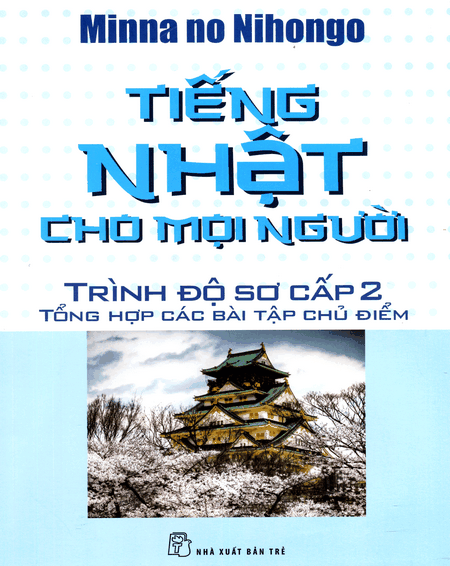 Minna no Nihongo
TIẾNG
NHẬT
CHO MỌI NGƯỜI
TRÌNH ĐỘ SƠ CẤP 2
TỔNG HỢP CÁC BÀI TẬP CHỦ ĐIỂM
NHÀ XUẤT BẢN TRẺ